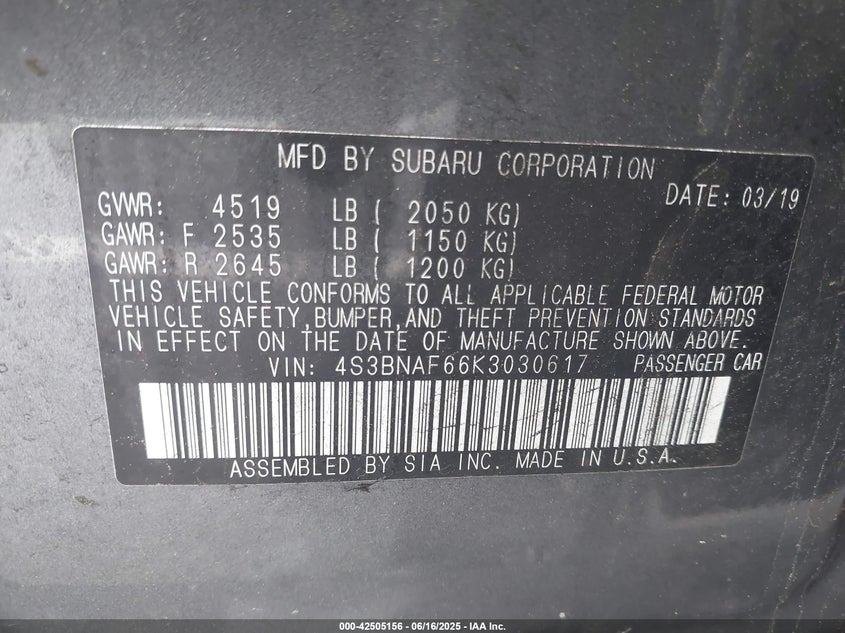 MFD BY SUBARU CORPORATION
DATE: 03/19
GVWR: 4519 LB ( 2050 KG)
GAWR: F 2535 LB ( 1150 KG)
GAWR: R 2645 LB ( 1200 KG)
THIS VEHICLE CONFORMS TO ALL APPLICABLE FEDERAL MOTOR
VEHICLE SAFETY,BUMPER,AND THEFT PREVENTION STANDARDS
IN EFFECT ON THE DATE OF MANUFACTURE SHOWN ABOVE.
VIN: 4S3BNAF66K3030617 PASSENGER CAR
ASSEMBLED BY SIA INC. MADE IN U.S.A.
000-42505156 - 06/16/2025 - IAA Inc.